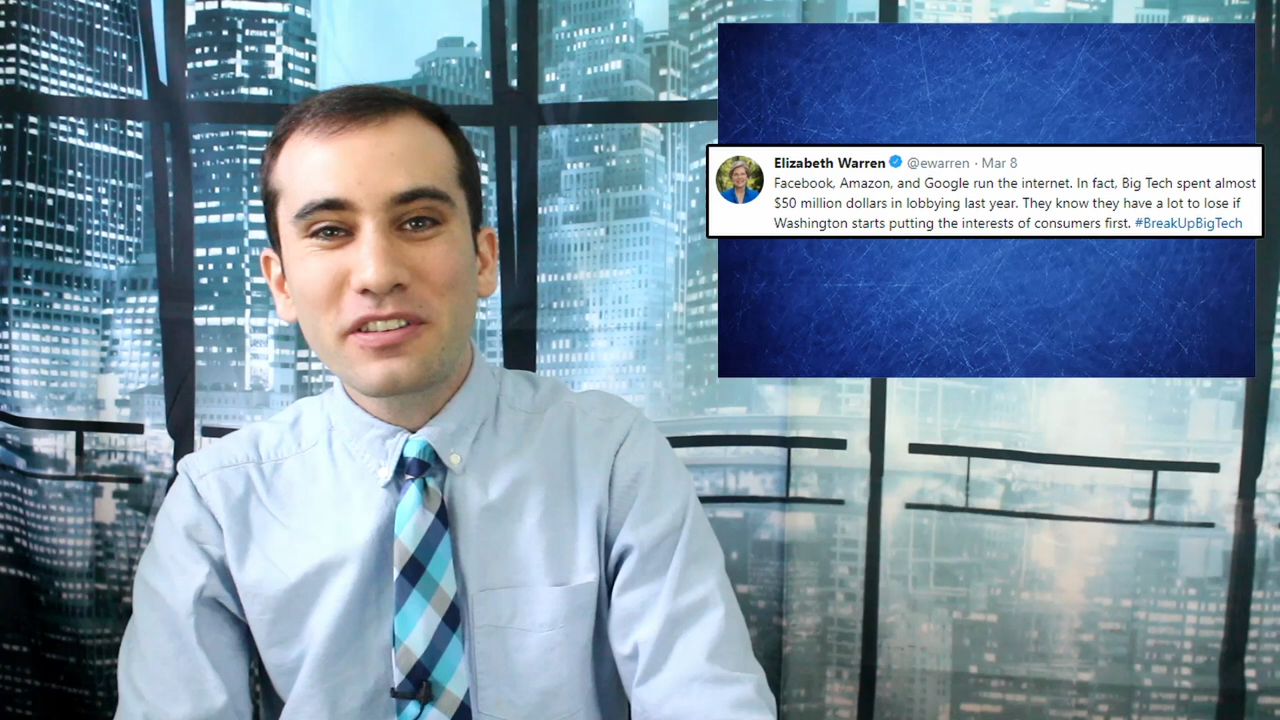 Elizabeth Warren @ewarren · Mar 8
Facebook, Amazon, and Google run the internet. In fact, Big Tech spent almost
$50 million dollars in lobbying last year. They know they have a lot to lose if
Washington starts putting the interests of consumers first. #BreakUpBigTech